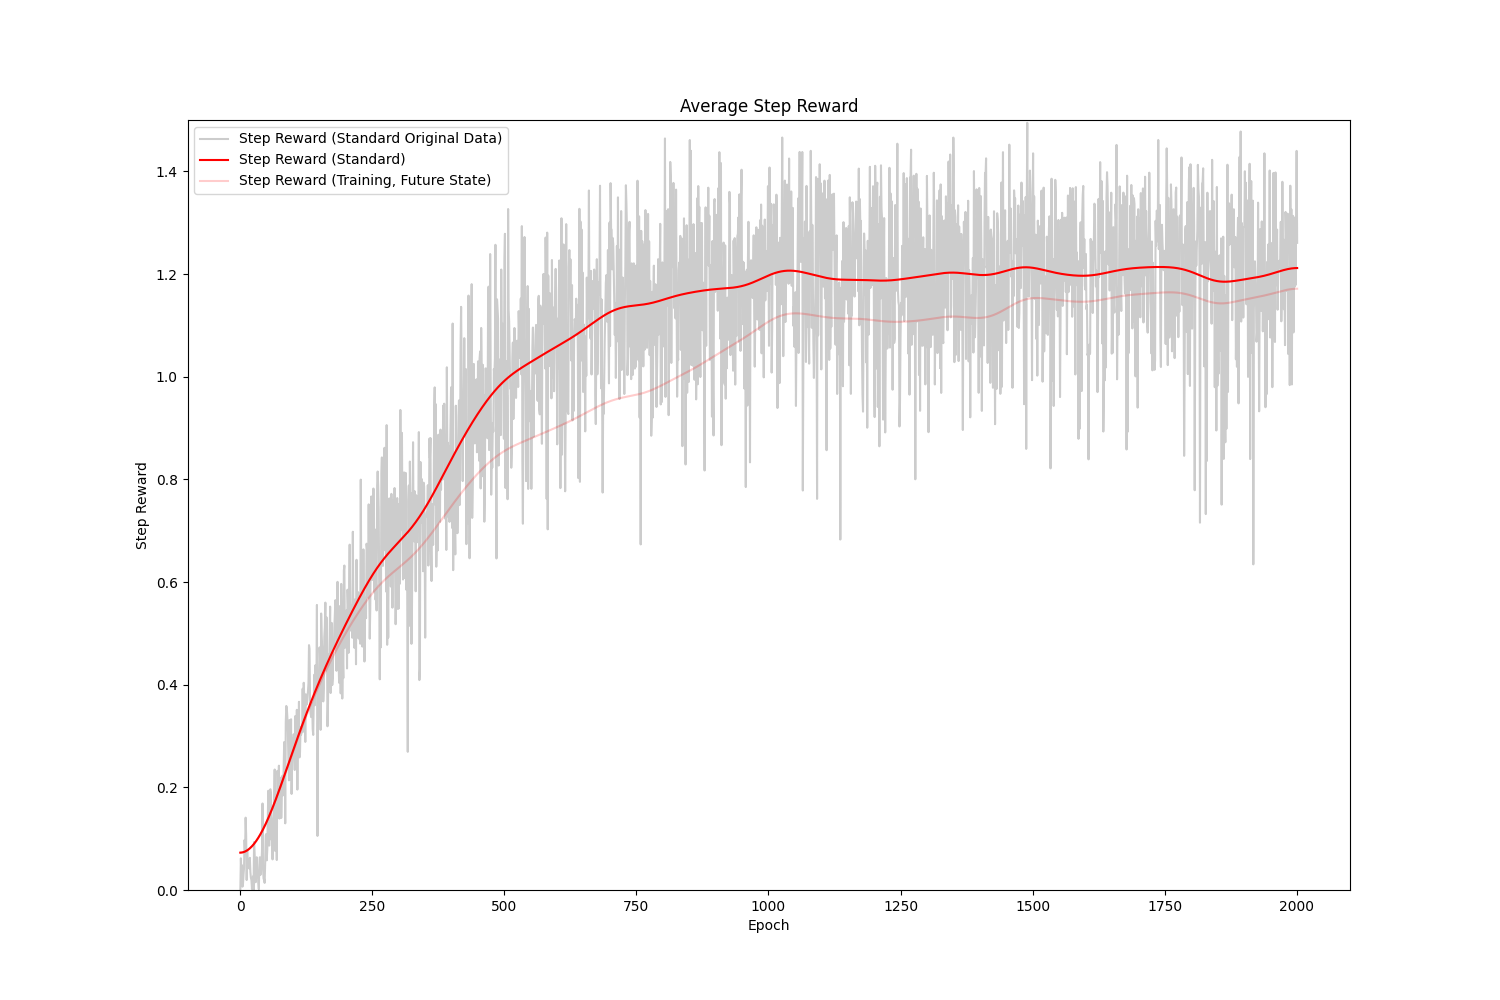 Average Step Reward
Step Reward (Standard Original Data)
Step Reward (Standard)
Step Reward (Training, Future State)
1.4
1.2
1.0
0.8
0.6
0.4
0.2
0.0
Step Reward
0 250 500 750 1000 1250 1500 1750 2000
Epoch